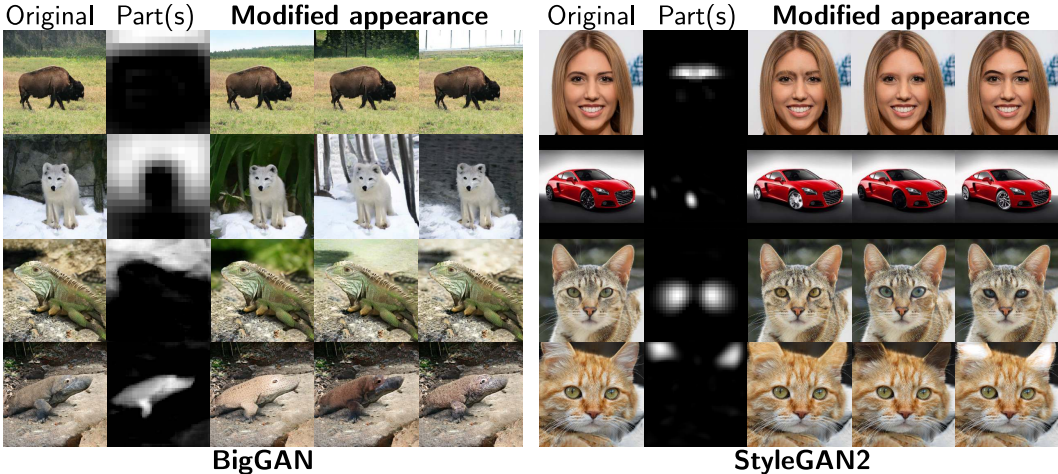 Original Part(s) Modified appearance
Original Part(s) Modified appearance
BigGAN
StyleGAN2